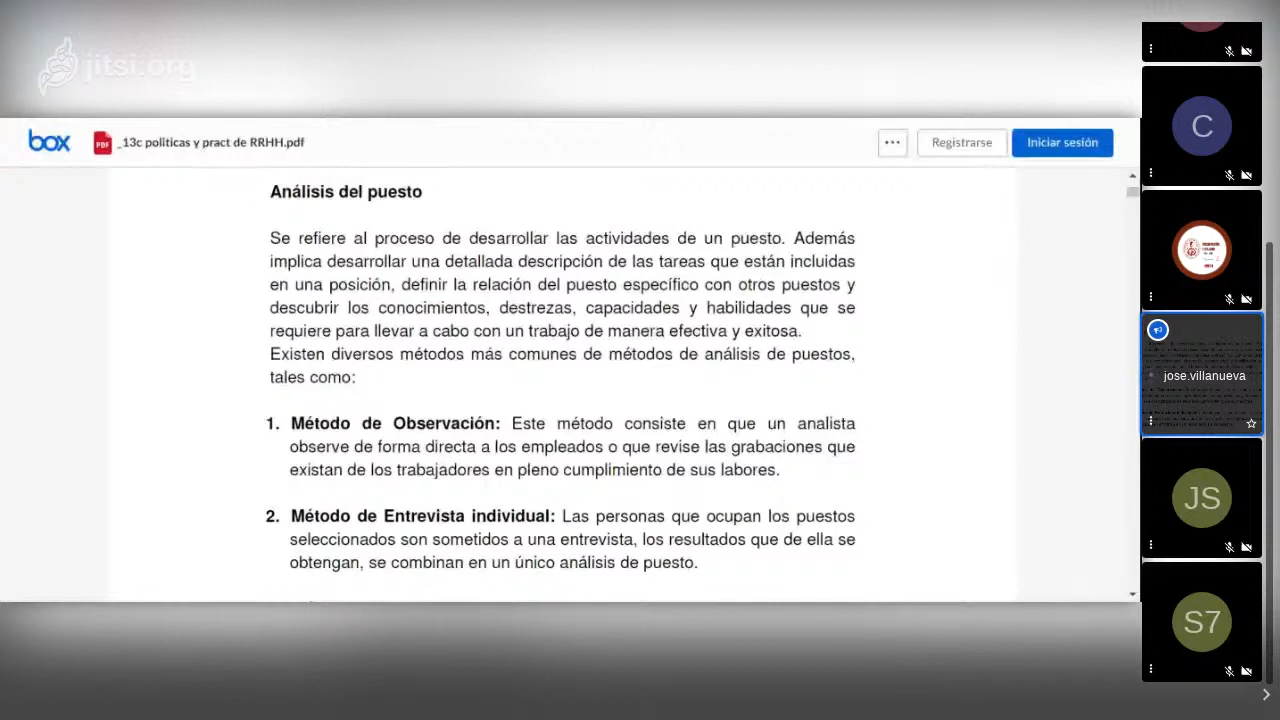 jitsi.org
box
PDF
_13c politicas y pract de RRHH.pdf
Registrarse
Iniciar sesión
Análisis del puesto
Se refiere al proceso de desarrollar las actividades de un puesto. Además
implica desarrollar una detallada descripción de las tareas que están incluidas
en una posición, definir la relación del puesto específico con otros puestos y
descubrir los conocimientos, destrezas, capacidades y habilidades que se
requiere para llevar a cabo con un trabajo de manera efectiva y exitosa.
Existen diversos métodos más comunes de métodos de análisis de puestos,
tales como:
1. Método de Observación: Este método consiste en que un analista
observe de forma directa a los empleados o que revise las grabaciones que
existan de los trabajadores en pleno cumplimiento de sus labores.
2. Método de Entrevista individual: Las personas que ocupan los puestos
seleccionados son sometidos a una entrevista, los resultados que de ella se
obtengan, se combinan en un único análisis de puesto.
C
jose.villanueva
JS
S7